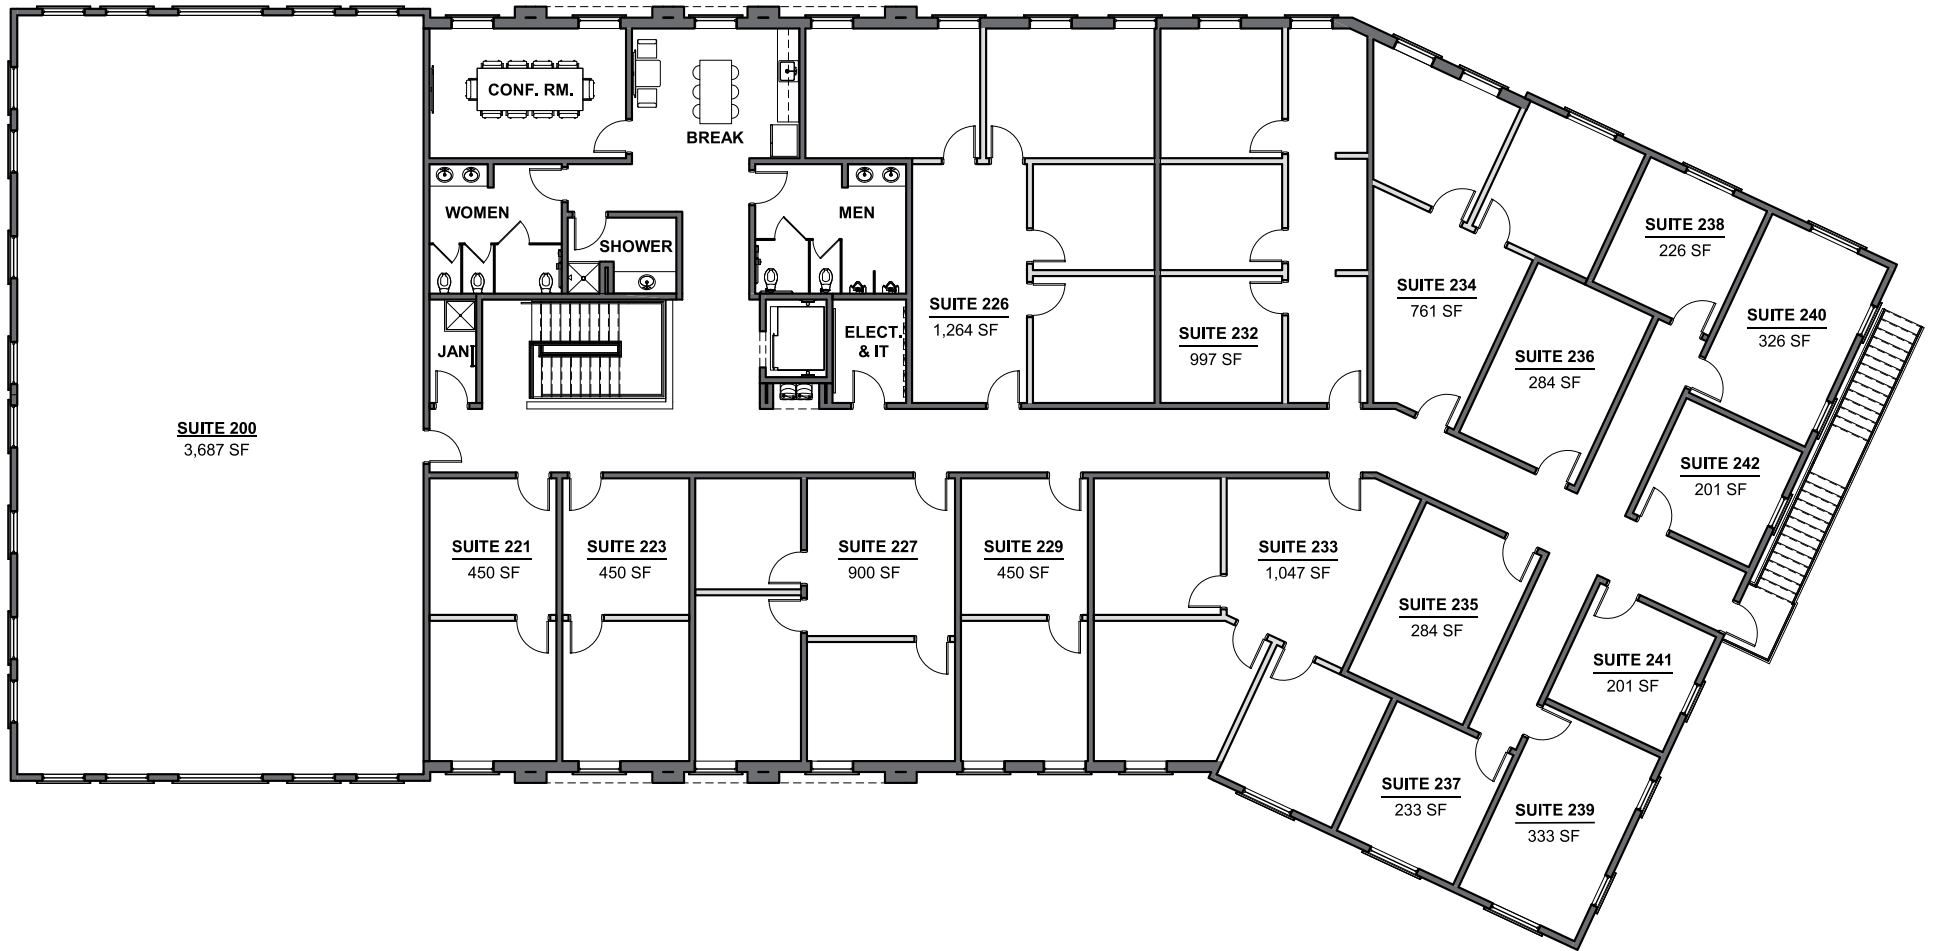 CONF. RM.
BREAK
WOMEN
MEN
SHOWER
JAN
ELECT.
& IT
SUITE 200
3,687 SF
SUITE 226
1,264 SF
SUITE 232
997 SF
SUITE 234
761 SF
SUITE 236
284 SF
SUITE 238
226 SF
SUITE 240
326 SF
SUITE 242
201 SF
SUITE 221
450 SF
SUITE 223
450 SF
SUITE 227
900 SF
SUITE 229
450 SF
SUITE 233
1,047 SF
SUITE 235
284 SF
SUITE 241
201 SF
SUITE 237
233 SF
SUITE 239
333 SF